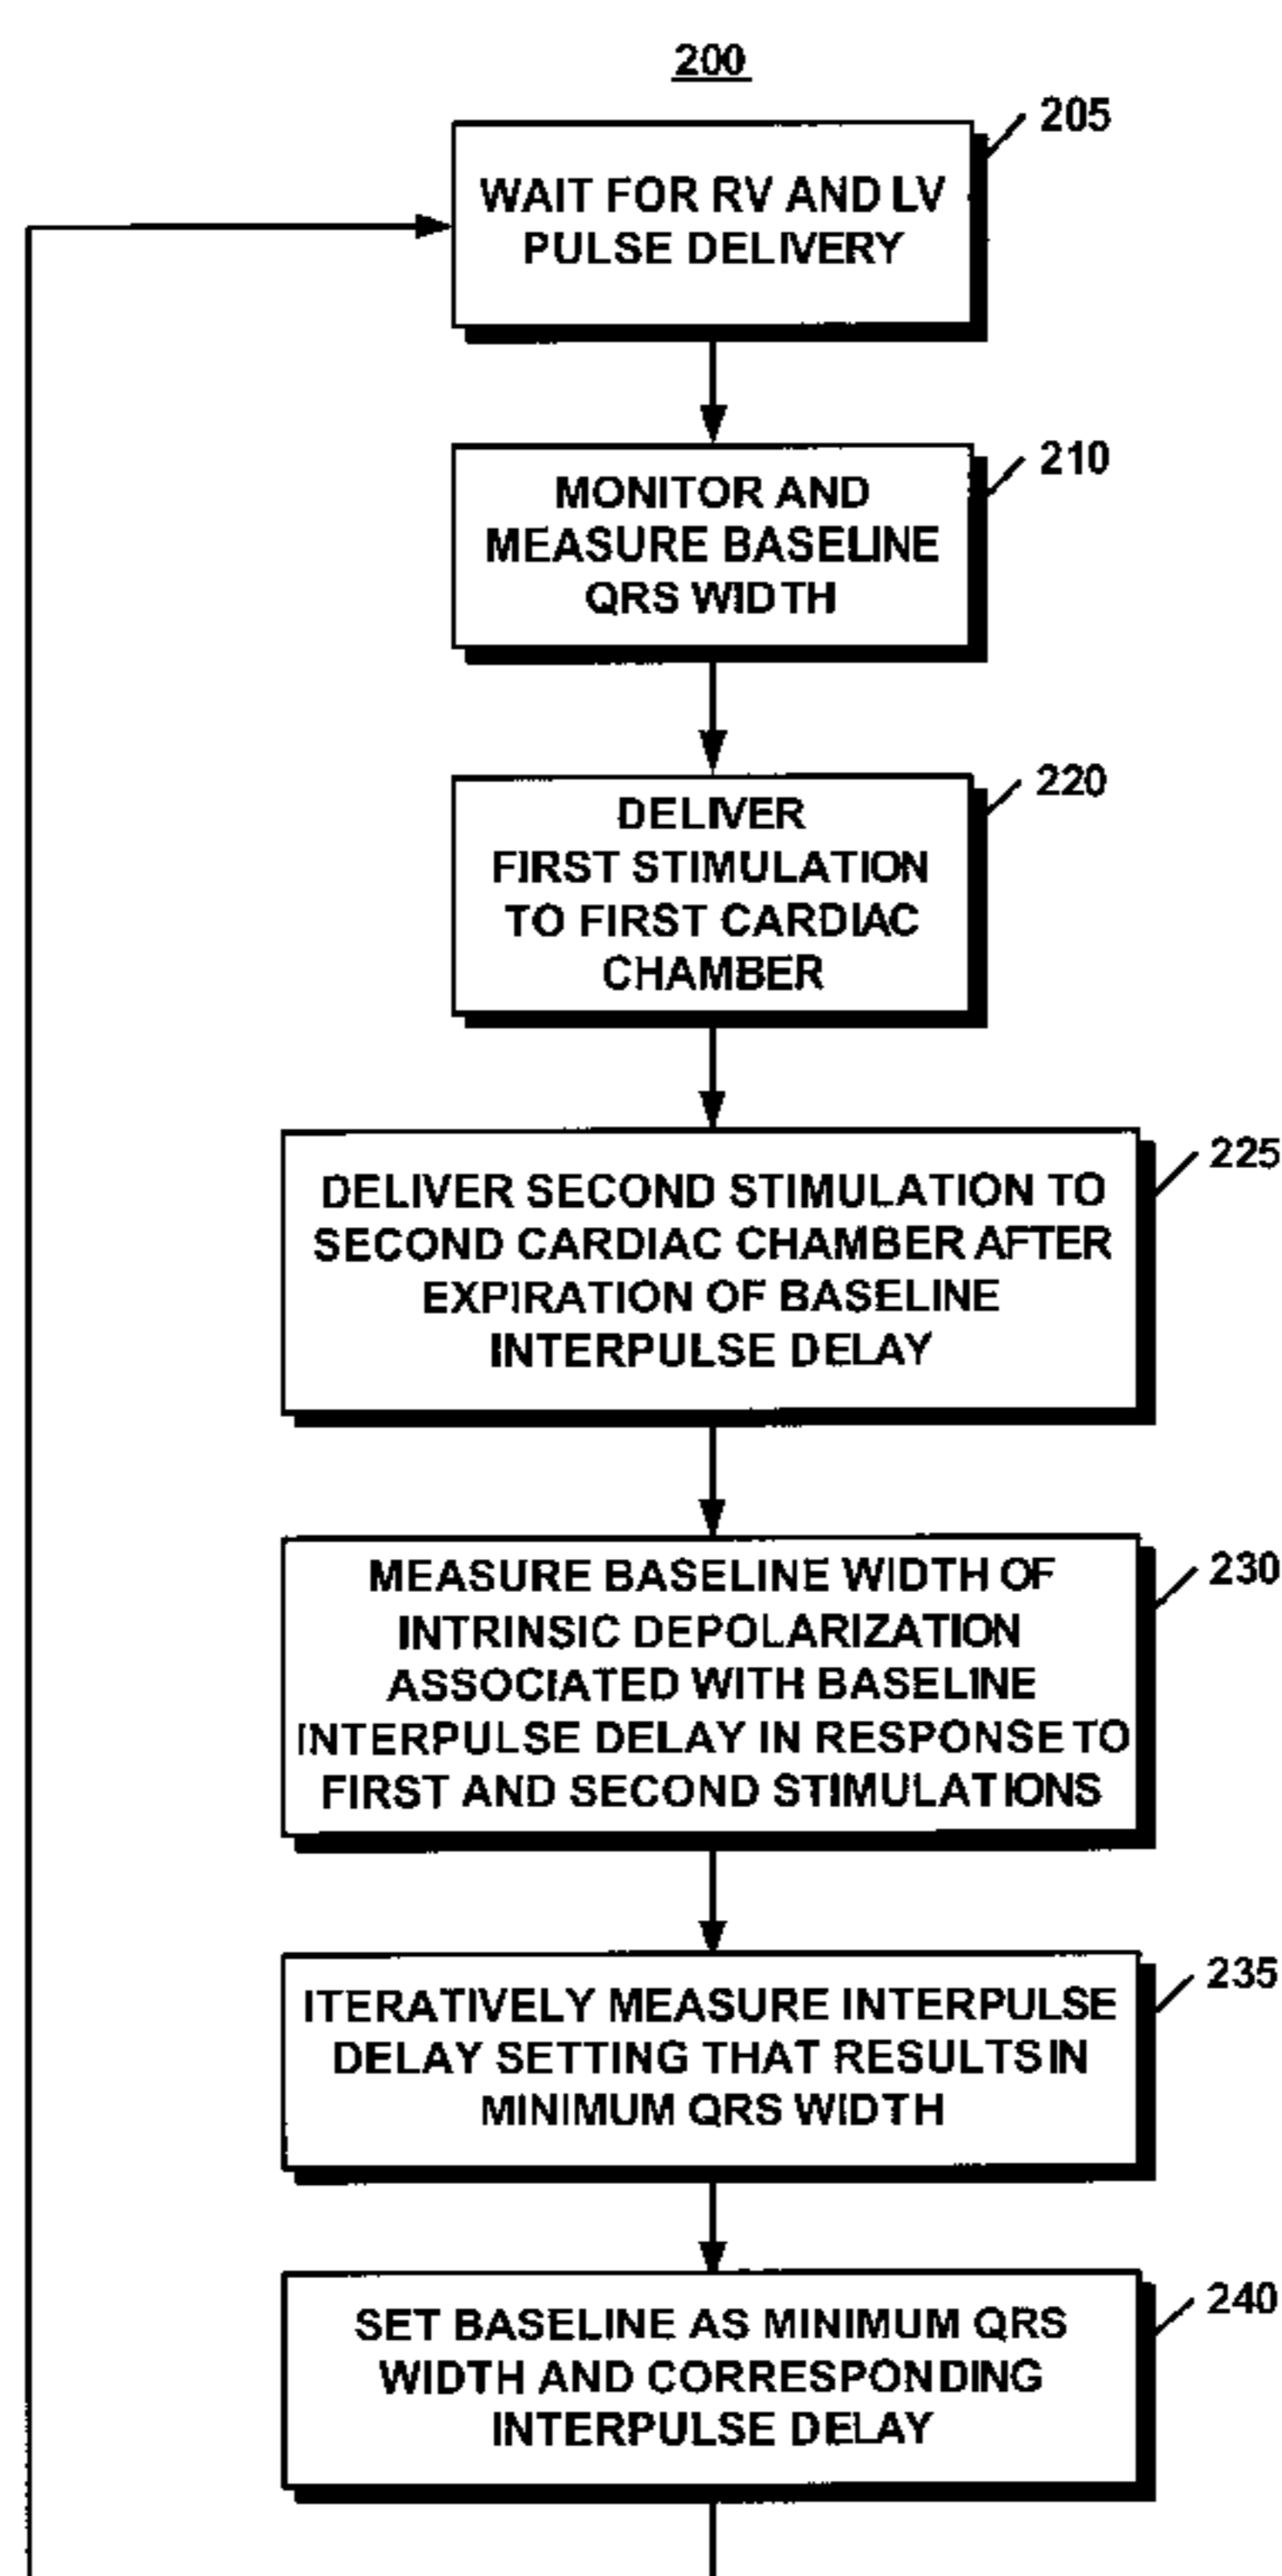 200
205
WAIT FOR RV AND LV
PULSE DELIVERY
210
MONITOR AND
MEASURE BASELINE
QRS WIDTH
220
DELIVER
FIRST STIMULATION
TO FIRST CARDIAC
CHAMBER
225
DELIVER SECOND STIMULATION TO
SECOND CARDIAC CHAMBER AFTER
EXPIRATION OF BASELINE
INTERPULSE DELAY
230
MEASURE BASELINE WIDTH OF
INTRINSIC DEPOLARIZATION
ASSOCIATED WITH BASELINE
INTERPULSE DELAY IN RESPONSE TO
FIRST AND SECOND STIMULATIONS
235
ITERATIVELY MEASURE INTERPULSE
DELAY SETTING THAT RESULTS IN
MINIMUM QRS WIDTH
240
SET BASELINE AS MINIMUM QRS
WIDTH AND CORRESPONDING
INTERPULSE DELAY